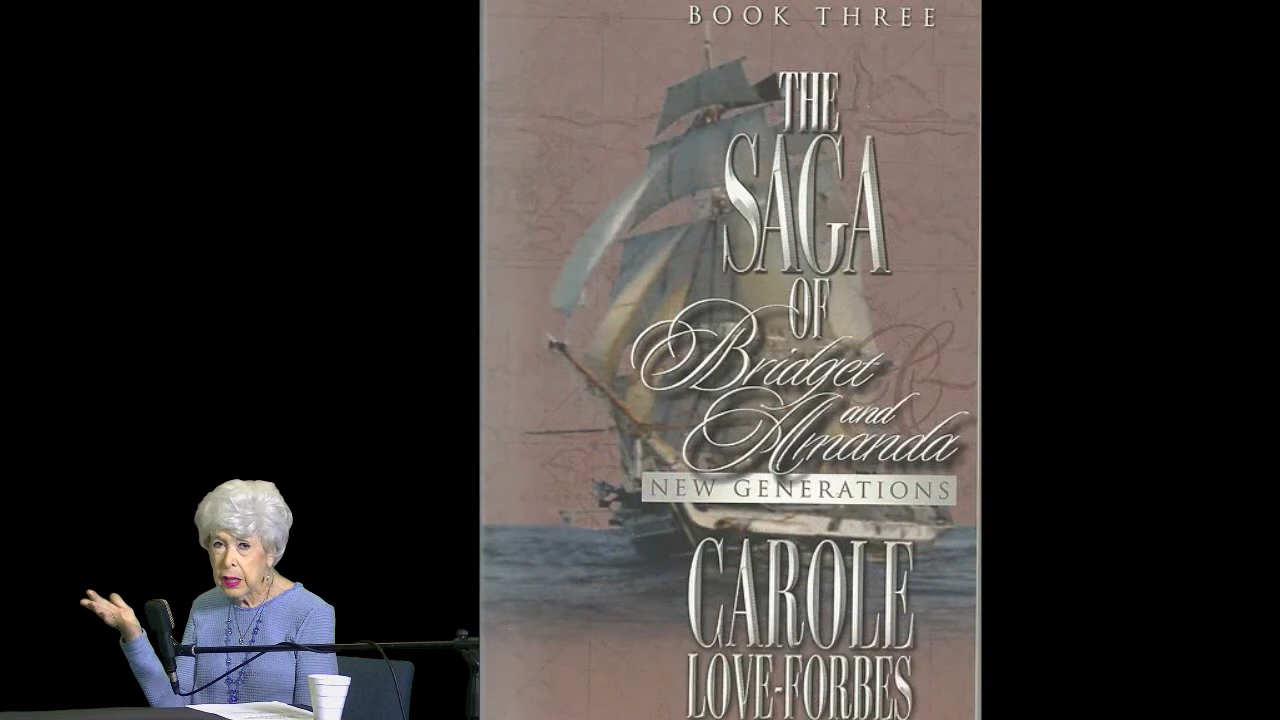 BOOK THREE
THE
SAGA
OF
Bridget
and
Amanda
NEW GENERATIONS
CAROLE
LOVE-FORBES